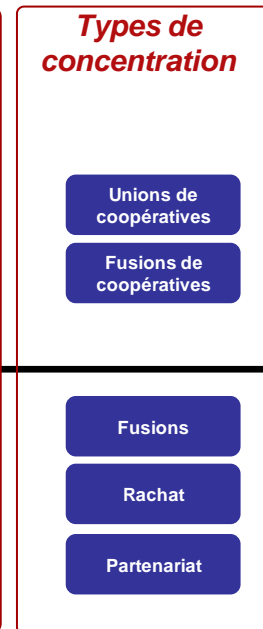 Types de
concentration
Unions de
coopératives
Fusions de
coopératives
Fusions
Rachat
Partenariat